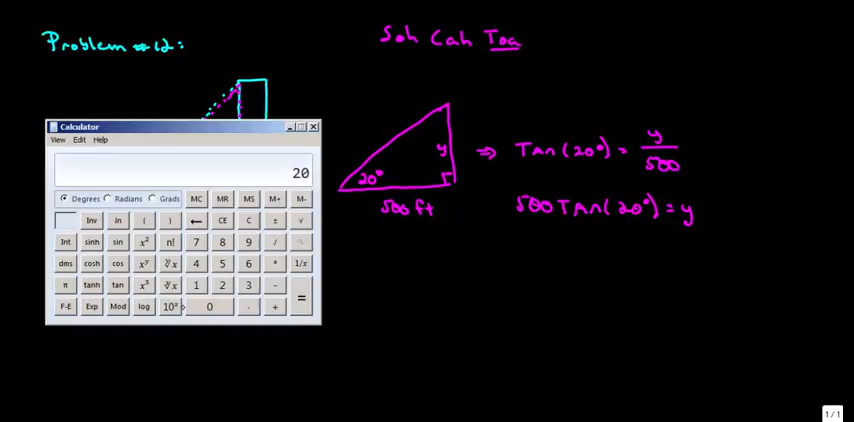 Problem #12:
Soh Cah Toa
Calculator
View Edit Help
20
Degrees Radians Grads MC MR MS M+ M-
Inv ln ( ) ← CE C ± √
Int sinh sin x² n! 7 8 9 / %
dms cosh cos xʸ ʸ√x 4 5 6 * 1/x
π tanh tan x³ ³√x 1 2 3 - =
F-E Exp Mod log 10ˣ 0 . +
20°
y
500 ft
⇒ Tan(20°) = y/500
500 Tan(20°) = y
1 / 1